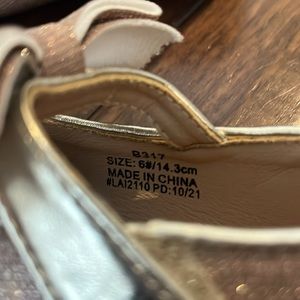 B317
SIZE: 6#/14.3cm
MADE IN CHINA
#LAI2110 PD:10/21